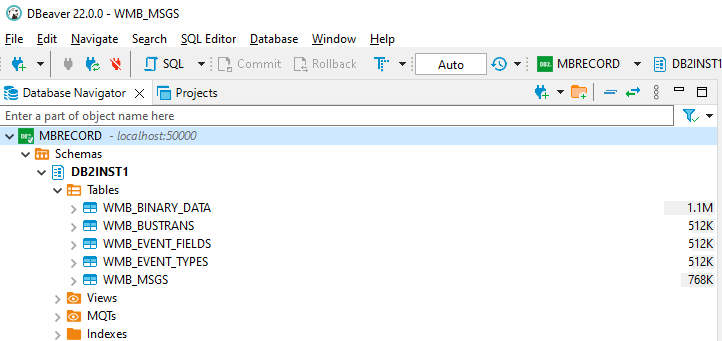 DBeaver 22.0.0 - WMB_MSGS
File Edit Navigate Search SQL Editor Database Window Help
SQL Commit Rollback Auto MBRECORD DB2INST1
Database Navigator Projects
Enter a part of object name here
MBRECORD - localhost:50000
Schemas
DB2INST1
Tables
WMB_BINARY_DATA 1.1M
WMB_BUSTRANS 512K
WMB_EVENT_FIELDS 512K
WMB_EVENT_TYPES 512K
WMB_MSGS 768K
Views
MQTs
Indexes